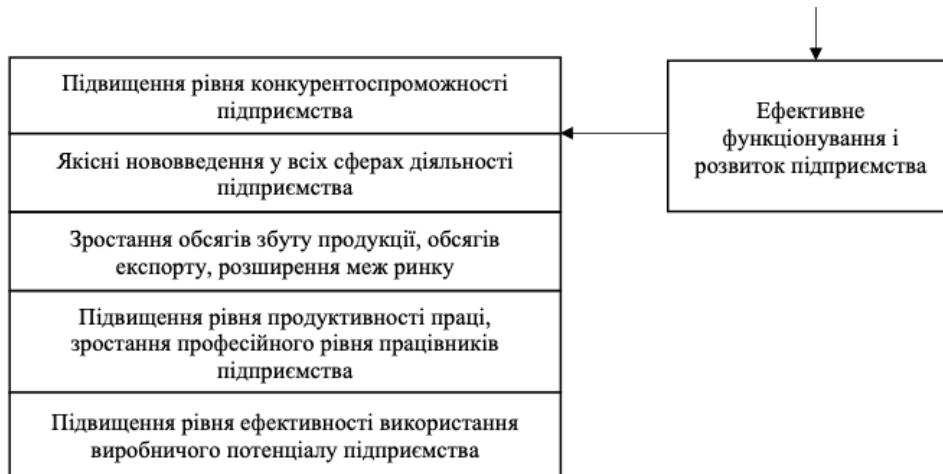 Підвищення рівня конкурентоспроможності
підприємства
Якісні нововведення у всіх сферах діяльності
підприємства
Зростання обсягів збуту продукції, обсягів
експорту, розширення меж ринку
Підвищення рівня продуктивності праці,
зростання професійного рівня працівників
підприємства
Підвищення рівня ефективності використання
виробничого потенціалу підприємства
Ефективне
функціонування і
розвиток підприємства